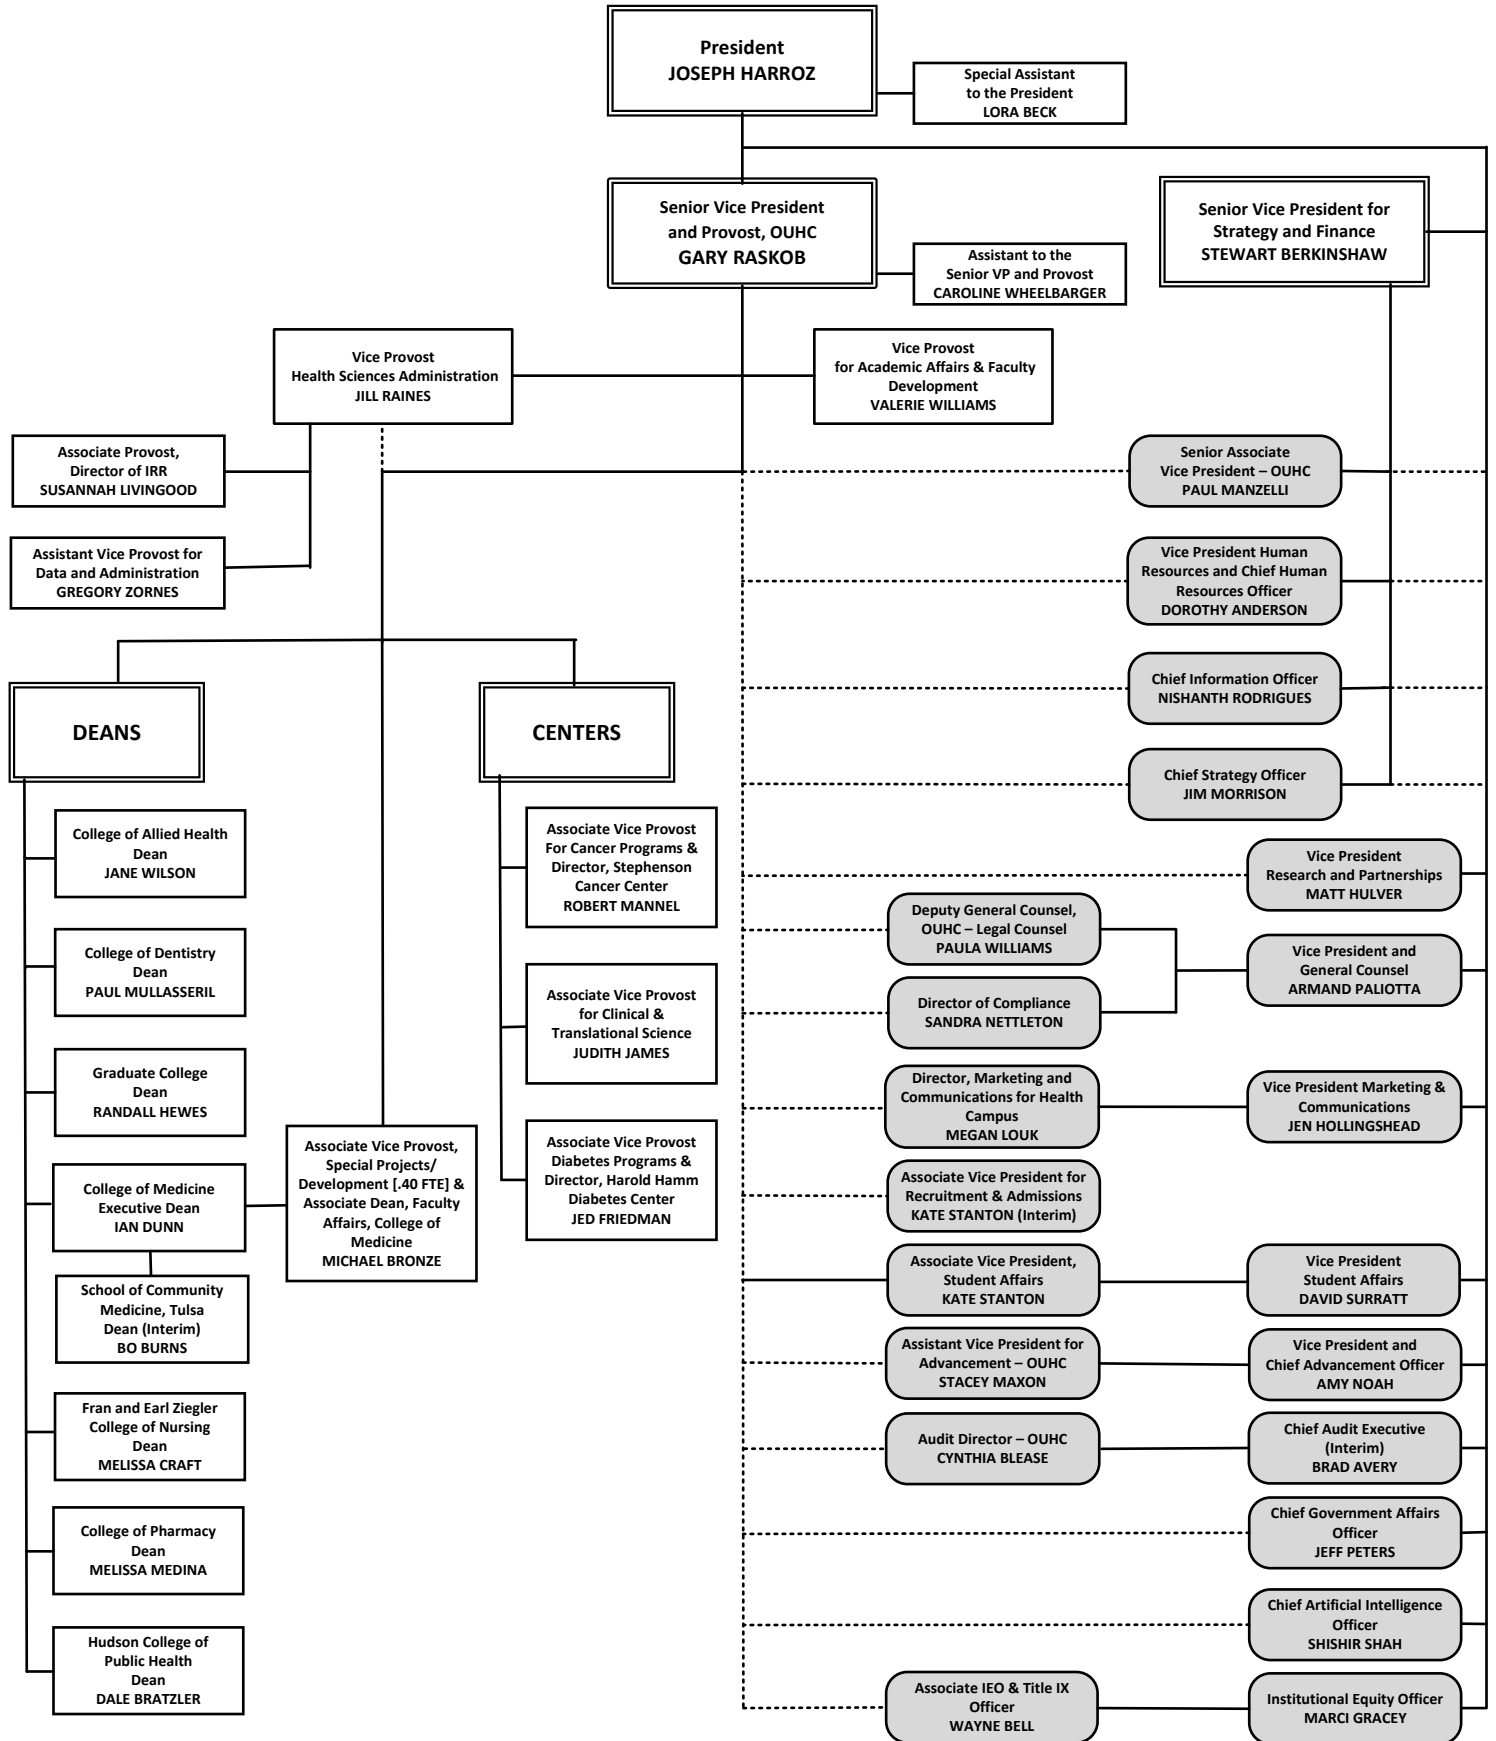 President
JOSEPH HARROZ
Special Assistant
to the President
LORA BECK
Senior Vice President
and Provost, OUHC
GARY RASKOB
Senior Vice President for
Strategy and Finance
STEWART BERKINSHAW
Assistant to the
Senior VP and Provost
CAROLINE WHEELBARGER
Vice Provost
Health Sciences Administration
JILL RAINES
Vice Provost
for Academic Affairs & Faculty
Development
VALERIE WILLIAMS
Associate Provost,
Director of IRR
SUSANNAH LIVINGOOD
Assistant Vice Provost for
Data and Administration
GREGORY ZORNES
Senior Associate
Vice President – OUHC
PAUL MANZELLI
Vice President Human
Resources and Chief Human
Resources Officer
DOROTHY ANDERSON
Chief Information Officer
NISHANTH RODRIGUES
Chief Strategy Officer
JIM MORRISON
DEANS
College of Allied Health
Dean
JANE WILSON
College of Dentistry
Dean
PAUL MULLASSERIL
Graduate College
Dean
RANDALL HEWES
College of Medicine
Executive Dean
IAN DUNN
School of Community
Medicine, Tulsa
Dean (Interim)
BO BURNS
Fran and Earl Ziegler
College of Nursing
Dean
MELISSA CRAFT
College of Pharmacy
Dean
MELISSA MEDINA
Hudson College of
Public Health
Dean
DALE BRATZLER
Associate Vice Provost,
Special Projects/
Development [.40 FTE] &
Associate Dean, Faculty
Affairs, College of
Medicine
MICHAEL BRONZE
CENTERS
Associate Vice Provost
For Cancer Programs &
Director, Stephenson
Cancer Center
ROBERT MANNEL
Associate Vice Provost
for Clinical &
Translational Science
JUDITH JAMES
Associate Vice Provost
Diabetes Programs &
Director, Harold Hamm
Diabetes Center
JED FRIEDMAN
Vice President
Research and Partnerships
MATT HULVER
Deputy General Counsel,
OUHC – Legal Counsel
PAULA WILLIAMS
Director of Compliance
SANDRA NETTLETON
Vice President and
General Counsel
ARMAND PALIOTTA
Director, Marketing and
Communications for Health
Campus
MEGAN LOUK
Vice President Marketing &
Communications
JEN HOLLINGSHEAD
Associate Vice President for
Recruitment & Admissions
KATE STANTON (Interim)
Associate Vice President,
Student Affairs
KATE STANTON
Vice President
Student Affairs
DAVID SURRATT
Assistant Vice President for
Advancement – OUHC
STACEY MAXON
Vice President and
Chief Advancement Officer
AMY NOAH
Audit Director – OUHC
CYNTHIA BLEASE
Chief Audit Executive
(Interim)
BRAD AVERY
Chief Government Affairs
Officer
JEFF PETERS
Chief Artificial Intelligence
Officer
SHISHIR SHAH
Associate IEO & Title IX
Officer
WAYNE BELL
Institutional Equity Officer
MARCI GRACEY